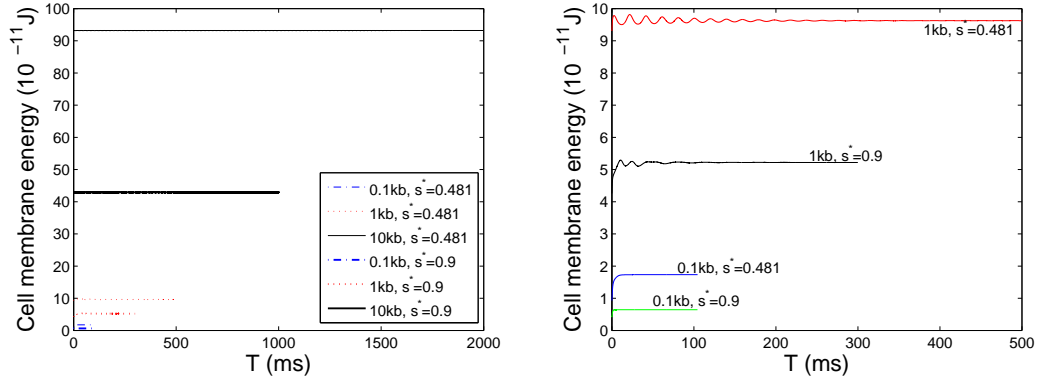 Cell membrane energy (10 ⁻¹¹J)
100
90
80
70
60
50
40
30
20
10
0
0 500 1000 1500 2000
T (ms)
0.1kb, s*=0.481
1kb, s*=0.481
10kb, s*=0.481
0.1kb, s*=0.9
1kb, s*=0.9
10kb, s*=0.9
Cell membrane energy (10 ⁻¹¹J)
10
9
8
7
6
5
4
3
2
1
0
0 100 200 300 400 500
T (ms)
1kb, s*=0.481
1kb, s*=0.9
0.1kb, s*=0.481
0.1kb, s*=0.9